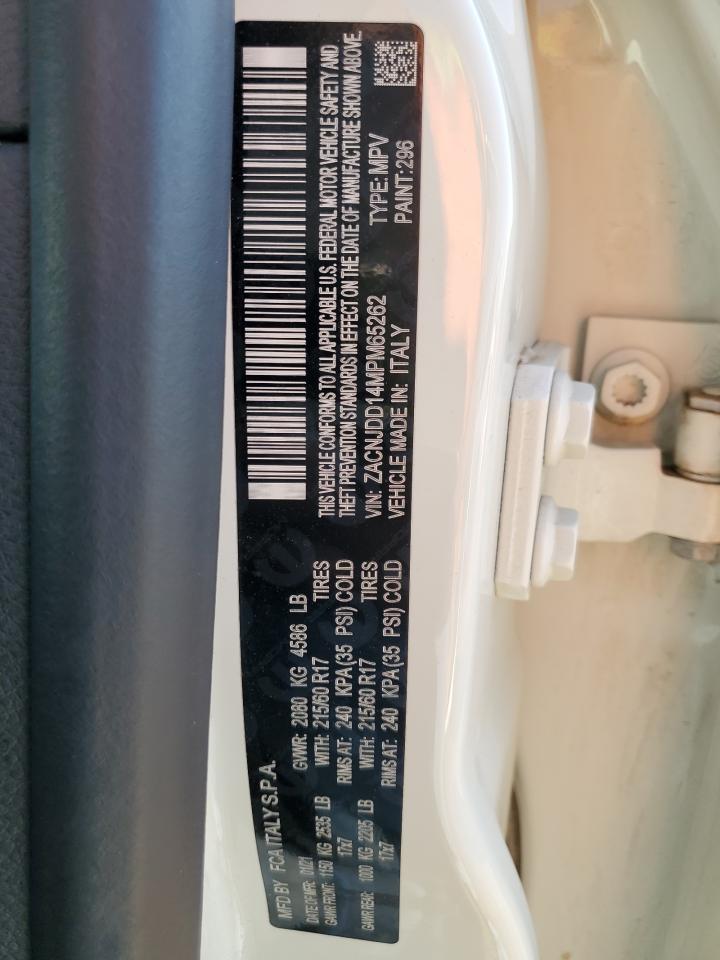 MFD BY FCA ITALY S.P.A.
DATE OF MFR: 01/21 GVWR: 2080 KG 4586 LB
GAWR FRONT: 1150 KG 2535 LB WITH: 215/60 R17 TIRES
17x7 RIMS AT: 240 KPA (35 PSI) COLD
GAWR REAR: 1000 KG 2205 LB WITH: 215/60 R17 TIRES
17x7 RIMS AT: 240 KPA (35 PSI) COLD
THIS VEHICLE CONFORMS TO ALL APPLICABLE U.S. FEDERAL MOTOR VEHICLE SAFETY AND
THEFT PREVENTION STANDARDS IN EFFECT ON THE DATE OF MANUFACTURE SHOWN ABOVE.
VIN: ZACNJDD14MPM65262 TYPE: MPV
VEHICLE MADE IN: ITALY PAINT: 296